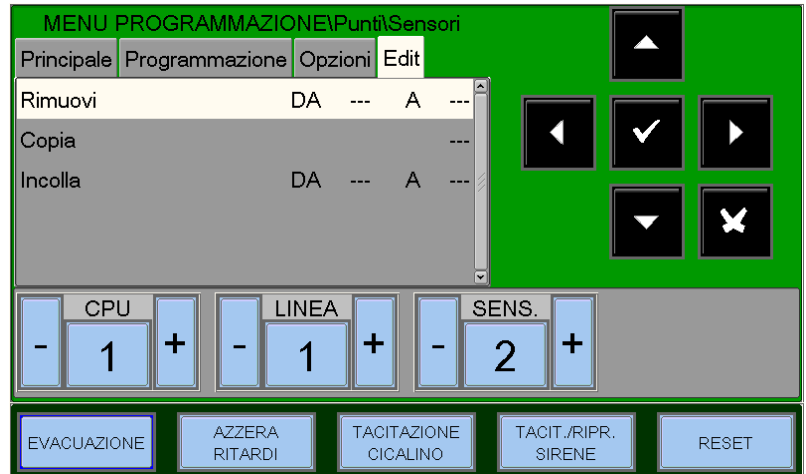 MENU PROGRAMMAZIONE\Punti\Sensori
Principale Programmazione Opzioni Edit
Rimuovi DA --- A ---
Copia ---
Incolla DA --- A ---
CPU LINEA SENS.
- 1 + - 1 + - 2 +
EVACUAZIONE
AZZERA
RITARDI
TACITAZIONE
CICALINO
TACIT./RIPR.
SIRENE
RESET